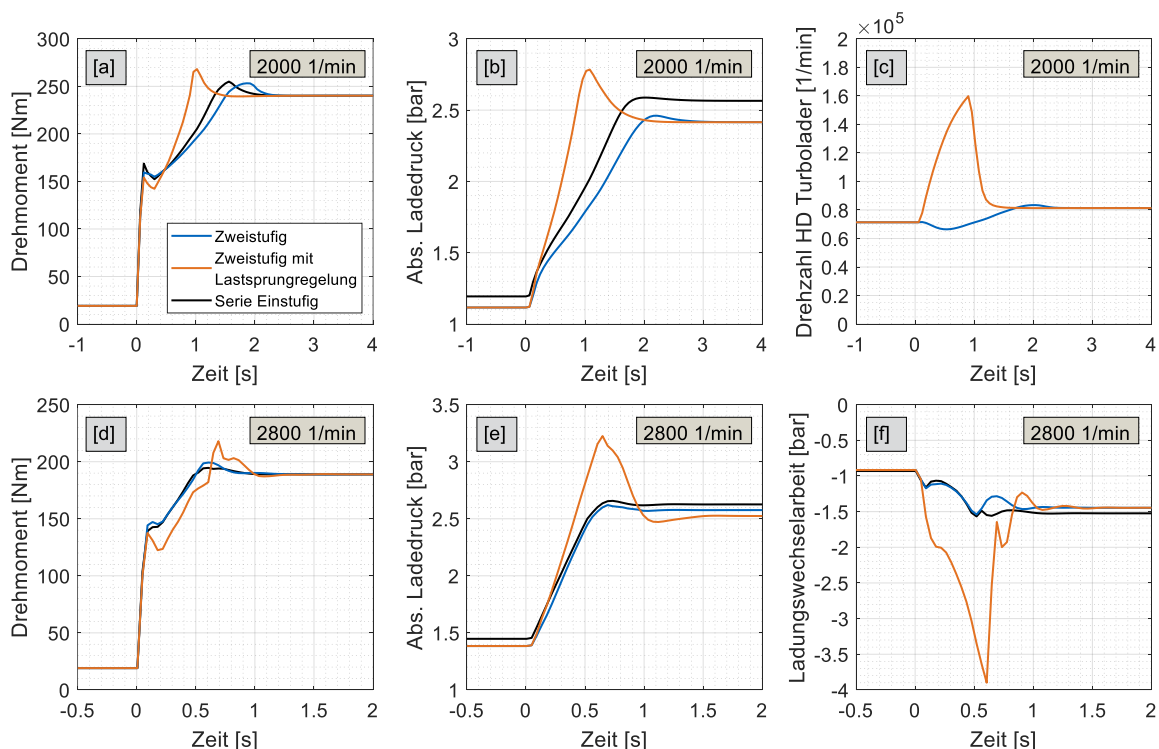 300
250
200
150
100
50
0
-1
0
1
2
3
4
Drehmoment [Nm]
Zeit [s]
[a]
2000 1/min
Zweistufig
Zweistufig mit
Lastsprungregelung
Serie Einstufig
3
2.5
2
1.5
1
-1
0
1
2
3
4
Abs. Ladedruck [bar]
Zeit [s]
[b]
2000 1/min
×10⁵
2
1.8
1.6
1.4
1.2
1
0.8
0.6
0.4
0.2
0
-1
0
1
2
3
4
Drehzahl HD Turbolader [1/min]
Zeit [s]
[c]
2000 1/min
250
200
150
100
50
0
-0.5
0
0.5
1
1.5
2
Drehmoment [Nm]
Zeit [s]
[d]
2800 1/min
3.5
3
2.5
2
1.5
1
-0.5
0
0.5
1
1.5
2
Abs. Ladedruck [bar]
Zeit [s]
[e]
2800 1/min
0
-0.5
-1
-1.5
-2
-2.5
-3
-3.5
-4
-0.5
0
0.5
1
1.5
2
Ladungswechselarbeit [bar]
Zeit [s]
[f]
2800 1/min